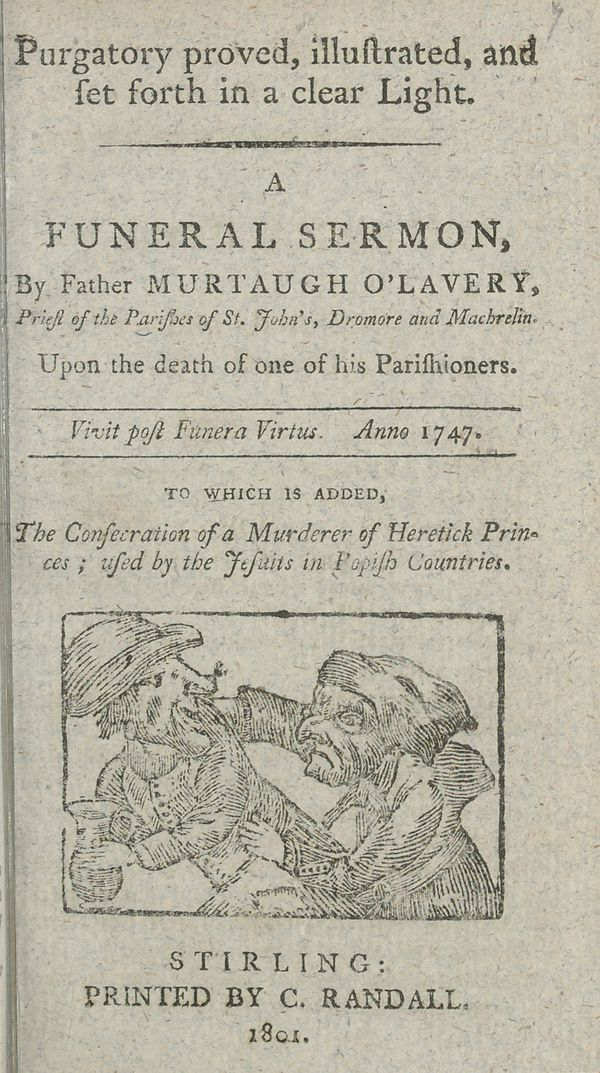 Purgatory proved, illuſtrated, and
ſet forth in a clear Light.
A
FUNERAL SERMON,
By Father MURTAUGH O'LAVERY,
Prieſt of the Pariſhes of St. John's, Dromore and Machrelin.
Upon the death of one of his Pariſhioners.
Vivit poſt Funera Virtus. Anno 1747.
TO WHICH IS ADDED,
The Conſecration of a Murderer of Heretick Prin-
ces ; uſed by the Jeſuits in Popiſh Countries.
STIRLING:
PRINTED BY C. RANDALL.
1801.